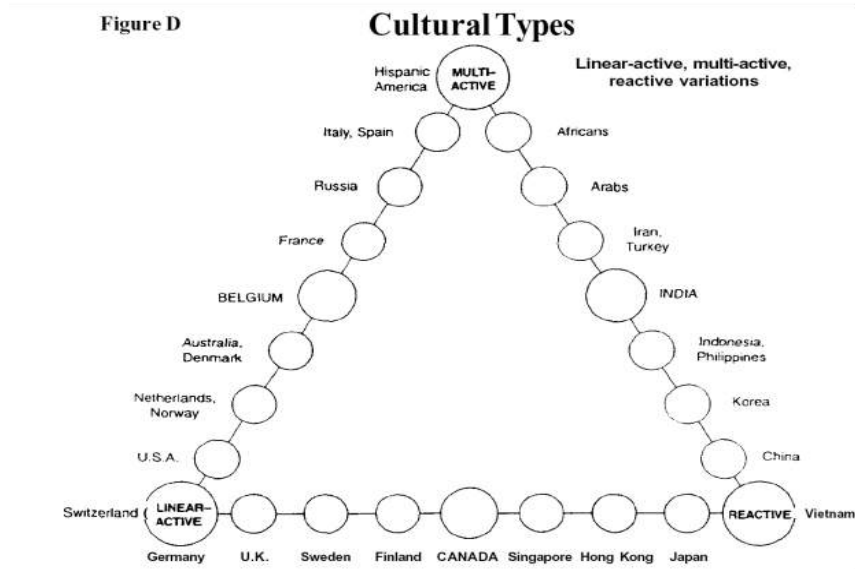 Figure D
Cultural Types
Linear-active, multi-active,
reactive variations
Hispanic
America
MULTI-
ACTIVE
Italy, Spain
Africans
Russia
Arabs
France
Iran,
Turkey
BELGIUM
INDIA
Australia,
Denmark
Indonesia,
Philippines
Netherlands,
Norway
Korea
U.S.A.
China
Switzerland
LINEAR-
ACTIVE
REACTIVE
Vietnam
Germany
U.K.
Sweden
Finland
CANADA
Singapore
Hong Kong
Japan